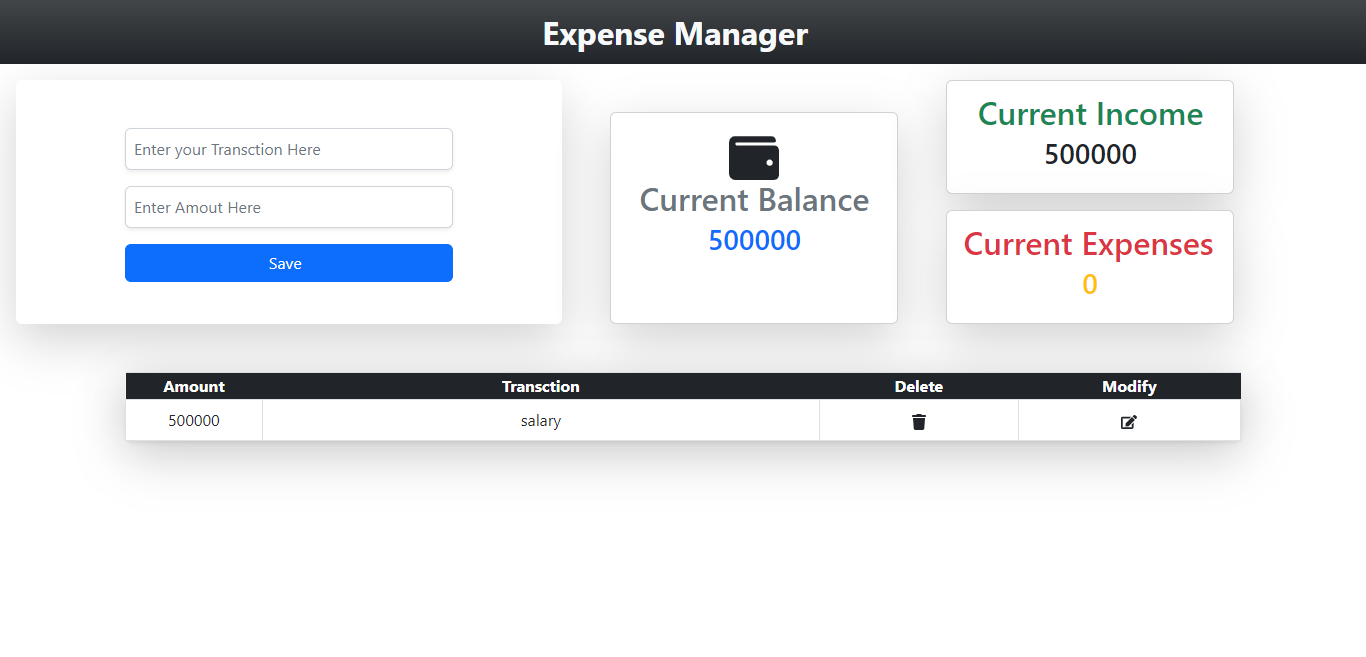 Expense Manager
Enter your Transction Here
Enter Amout Here
Save
Current Balance
500000
Current Income
500000
Current Expenses
0
Amount Transction Delete Modify
500000 salary